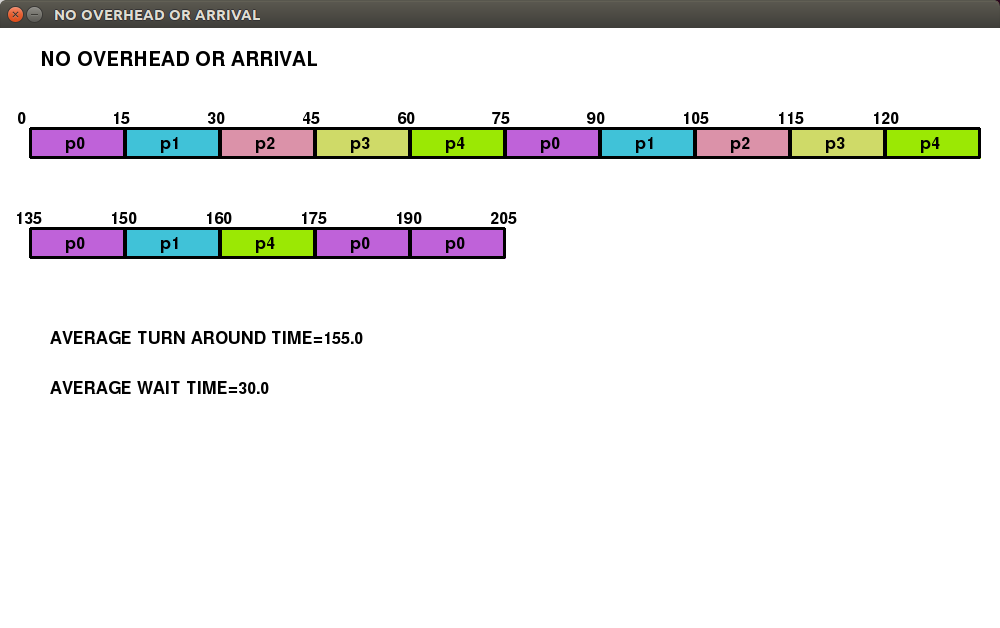 NO OVERHEAD OR ARRIVAL
NO OVERHEAD OR ARRIVAL
0 15 30 45 60 75 90 105 115 120
p0 p1 p2 p3 p4 p0 p1 p2 p3 p4
135 150 160 175 190 205
p0 p1 p4 p0 p0
AVERAGE TURN AROUND TIME=155.0
AVERAGE WAIT TIME=30.0